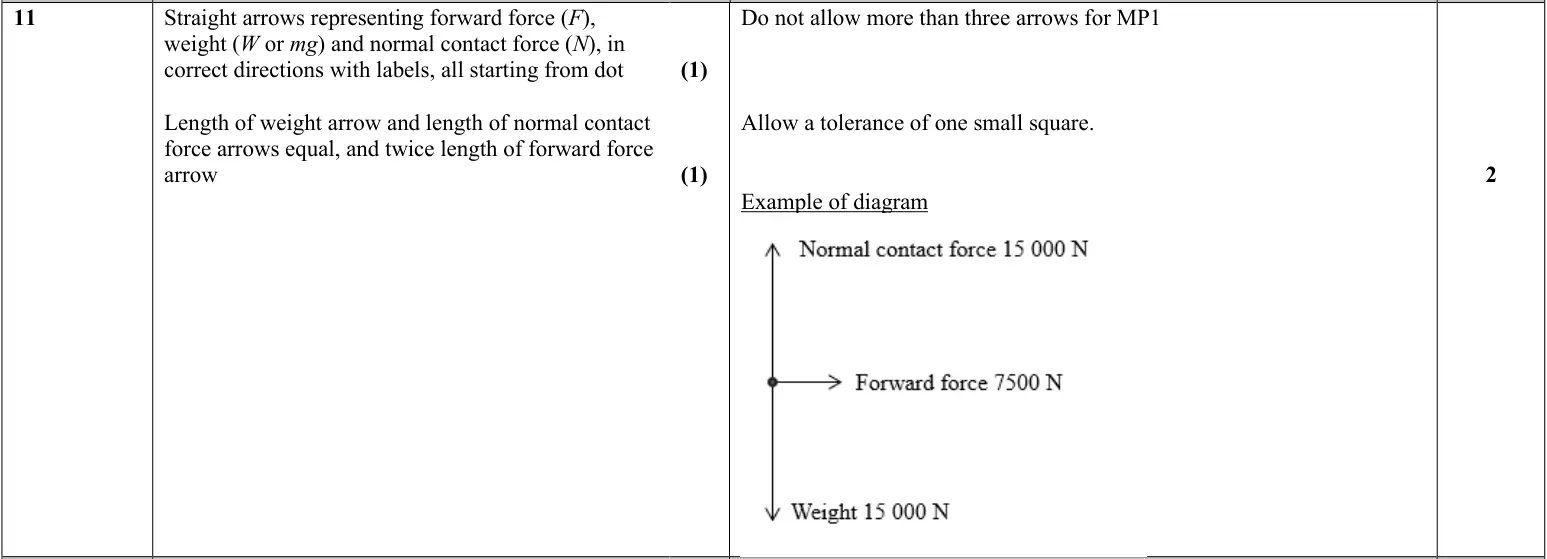 11
Straight arrows representing forward force (F),
weight (W or mg) and normal contact force (N), in
correct directions with labels, all starting from dot (1)
Length of weight arrow and length of normal contact
force arrows equal, and twice length of forward force
arrow (1)
Do not allow more than three arrows for MP1
Allow a tolerance of one small square.
Example of diagram
Normal contact force 15 000 N
Forward force 7500 N
Weight 15 000 N
2